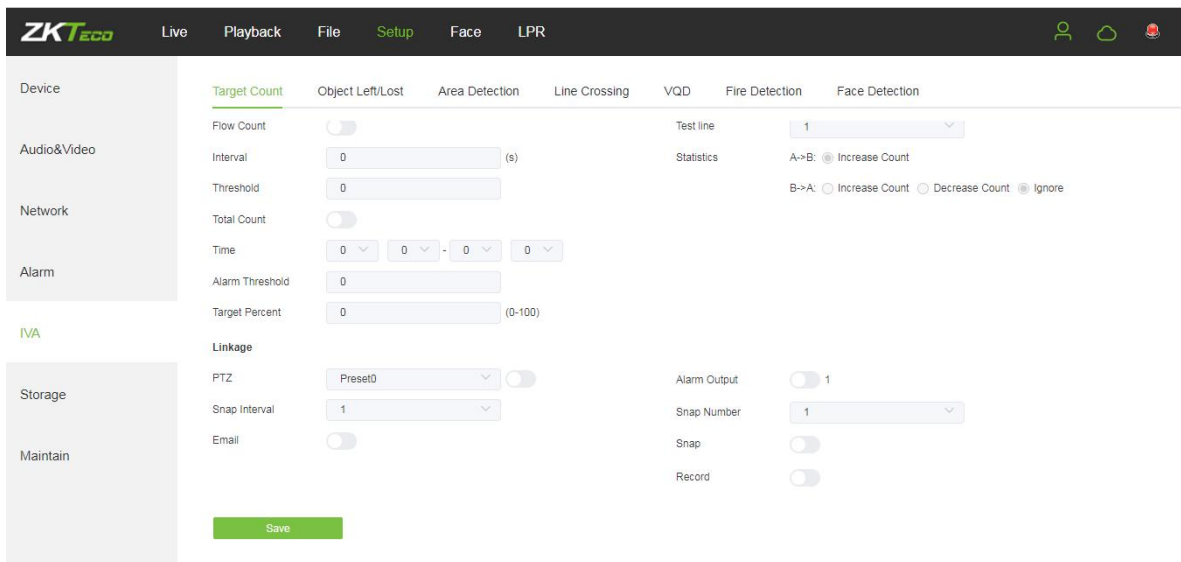 ZKTeco Live Playback File Setup Face LPR
Device
Audio&Video
Network
Alarm
IVA
Storage
Maintain
Target Count Object Left/Lost Area Detection Line Crossing VQD Fire Detection Face Detection
Flow Count Test line 1
Interval 0 (s) Statistics A->B: Increase Count
Threshold 0 B->A: Increase Count Decrease Count Ignore
Total Count
Time 0 0 - 0 0
Alarm Threshold 0
Target Percent 0 (0-100)
Linkage
PTZ Preset0 Alarm Output 1
Snap Interval 1 Snap Number 1
Email Snap
Record
Save